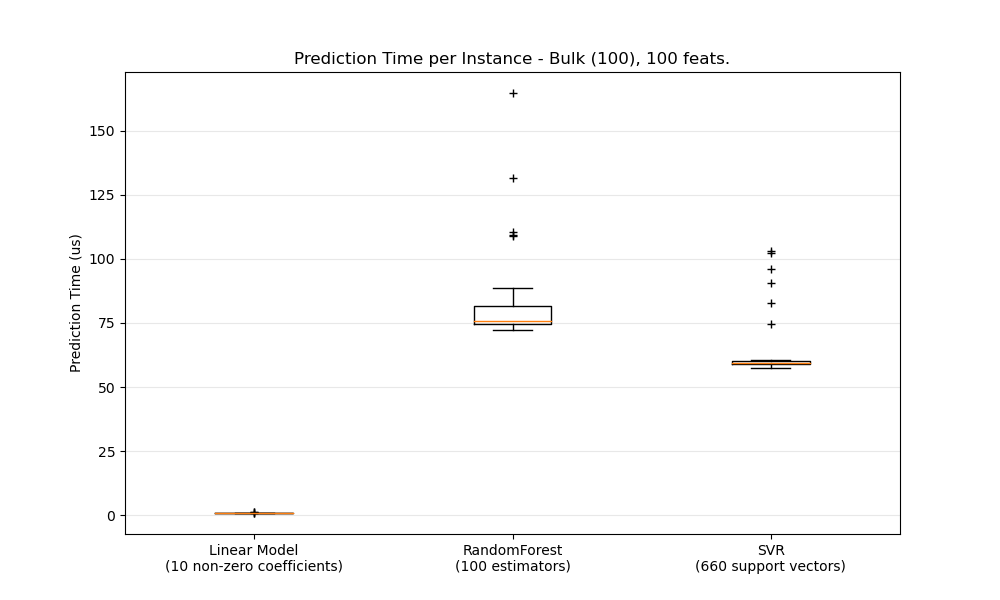 Prediction Time per Instance - Bulk (100), 100 feats.
Prediction Time (us)
150
125
100
75
50
25
0
Linear Model
(10 non-zero coefficients)
RandomForest
(100 estimators)
SVR
(660 support vectors)